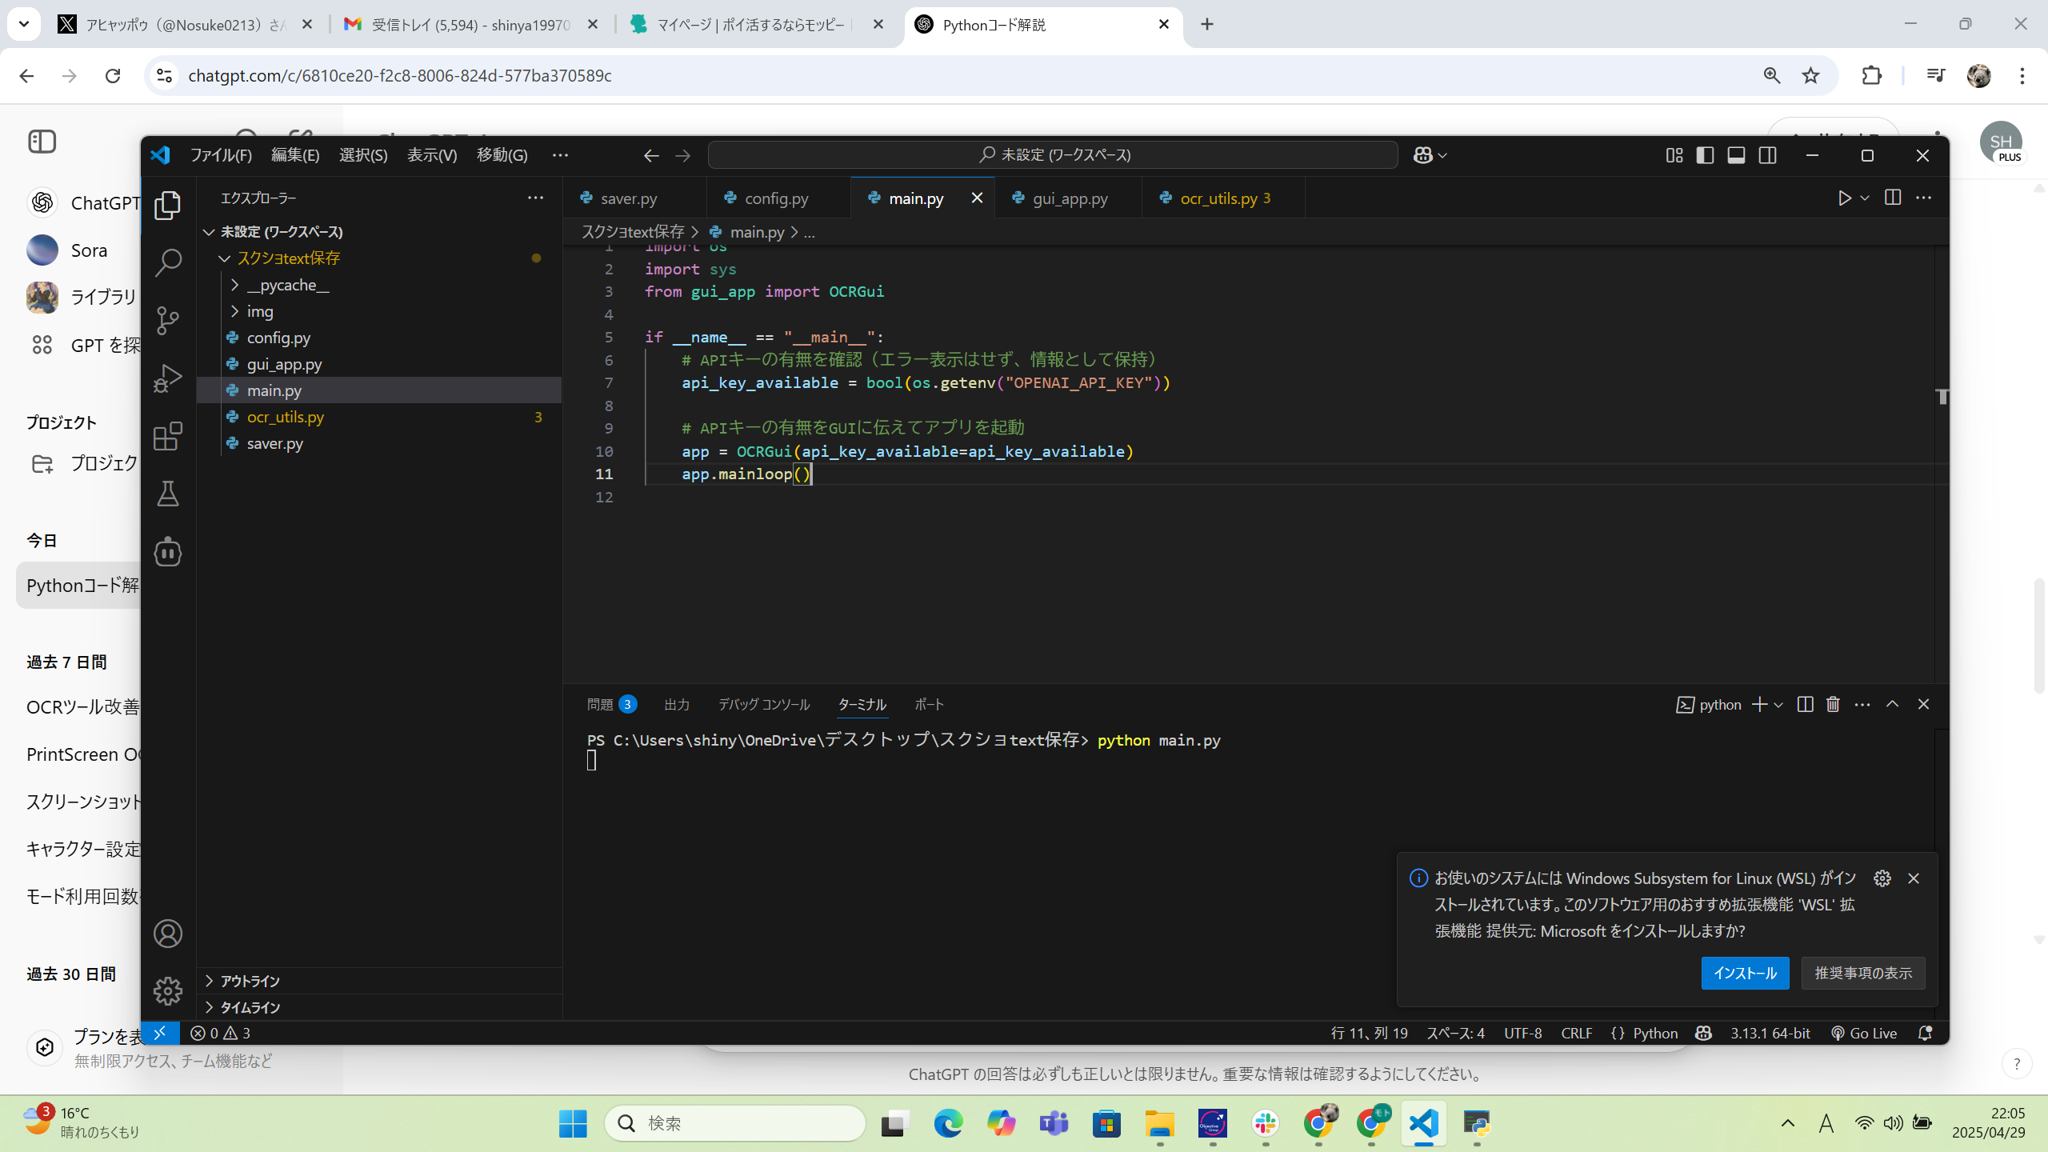 アヒャッポゥ（@Nosuke0213）さん
受信トレイ (5,594) - shinya19970
マイページ | ポイ活するならモッピー |
Pythonコード解説
chatgpt.com/c/6810ce20-f2c8-8006-824d-577ba370589c
SH
PLUS
ChatGPT
Sora
ライブラリ
GPT を探
プロジェクト
プロジェク
今日
Pythonコード解
過去 7 日間
OCRツール改善
PrintScreen OC
スクリーンショット
キャラクター設定
モード利用回数
過去 30 日間
プランを表
無制限アクセス、チーム機能など
ファイル(F) 編集(E) 選択(S) 表示(V) 移動(G) ...
未設定 (ワークスペース)
エクスプローラー
未設定 (ワークスペース)
スクショtext保存
__pycache__
img
config.py
gui_app.py
main.py
ocr_utils.py 3
saver.py
アウトライン
タイムライン
saver.py config.py main.py gui_app.py ocr_utils.py 3
スクショtext保存 > main.py > ...
1 import os
2 import sys
3 from gui_app import OCRGui
4
5 if __name__ == "__main__":
6 # APIキーの有無を確認（エラー表示はせず、情報として保持）
7 api_key_available = bool(os.getenv("OPENAI_API_KEY"))
8
9 # APIキーの有無をGUIに伝えてアプリを起動
10 app = OCRGui(api_key_available=api_key_available)
11 app.mainloop()
12
問題 3 出力 デバッグ コンソール ターミナル ポート
python
PS C:\Users\shiny\OneDrive\デスクトップ\スクショtext保存> python main.py
お使いのシステムには Windows Subsystem for Linux (WSL) がイン
ストールされています。このソフトウェア用のおすすめ拡張機能 'WSL' 拡
張機能 提供元: Microsoft をインストールしますか?
インストール 推奨事項の表示
0 3
行 11、列 19 スペース: 4 UTF-8 CRLF {} Python 3.13.1 64-bit Go Live
ChatGPT の回答は必ずしも正しいとは限りません。重要な情報は確認するようにしてください。
?
3
16°C
晴れのちくもり
検索
モト
A
22:05
2025/04/29